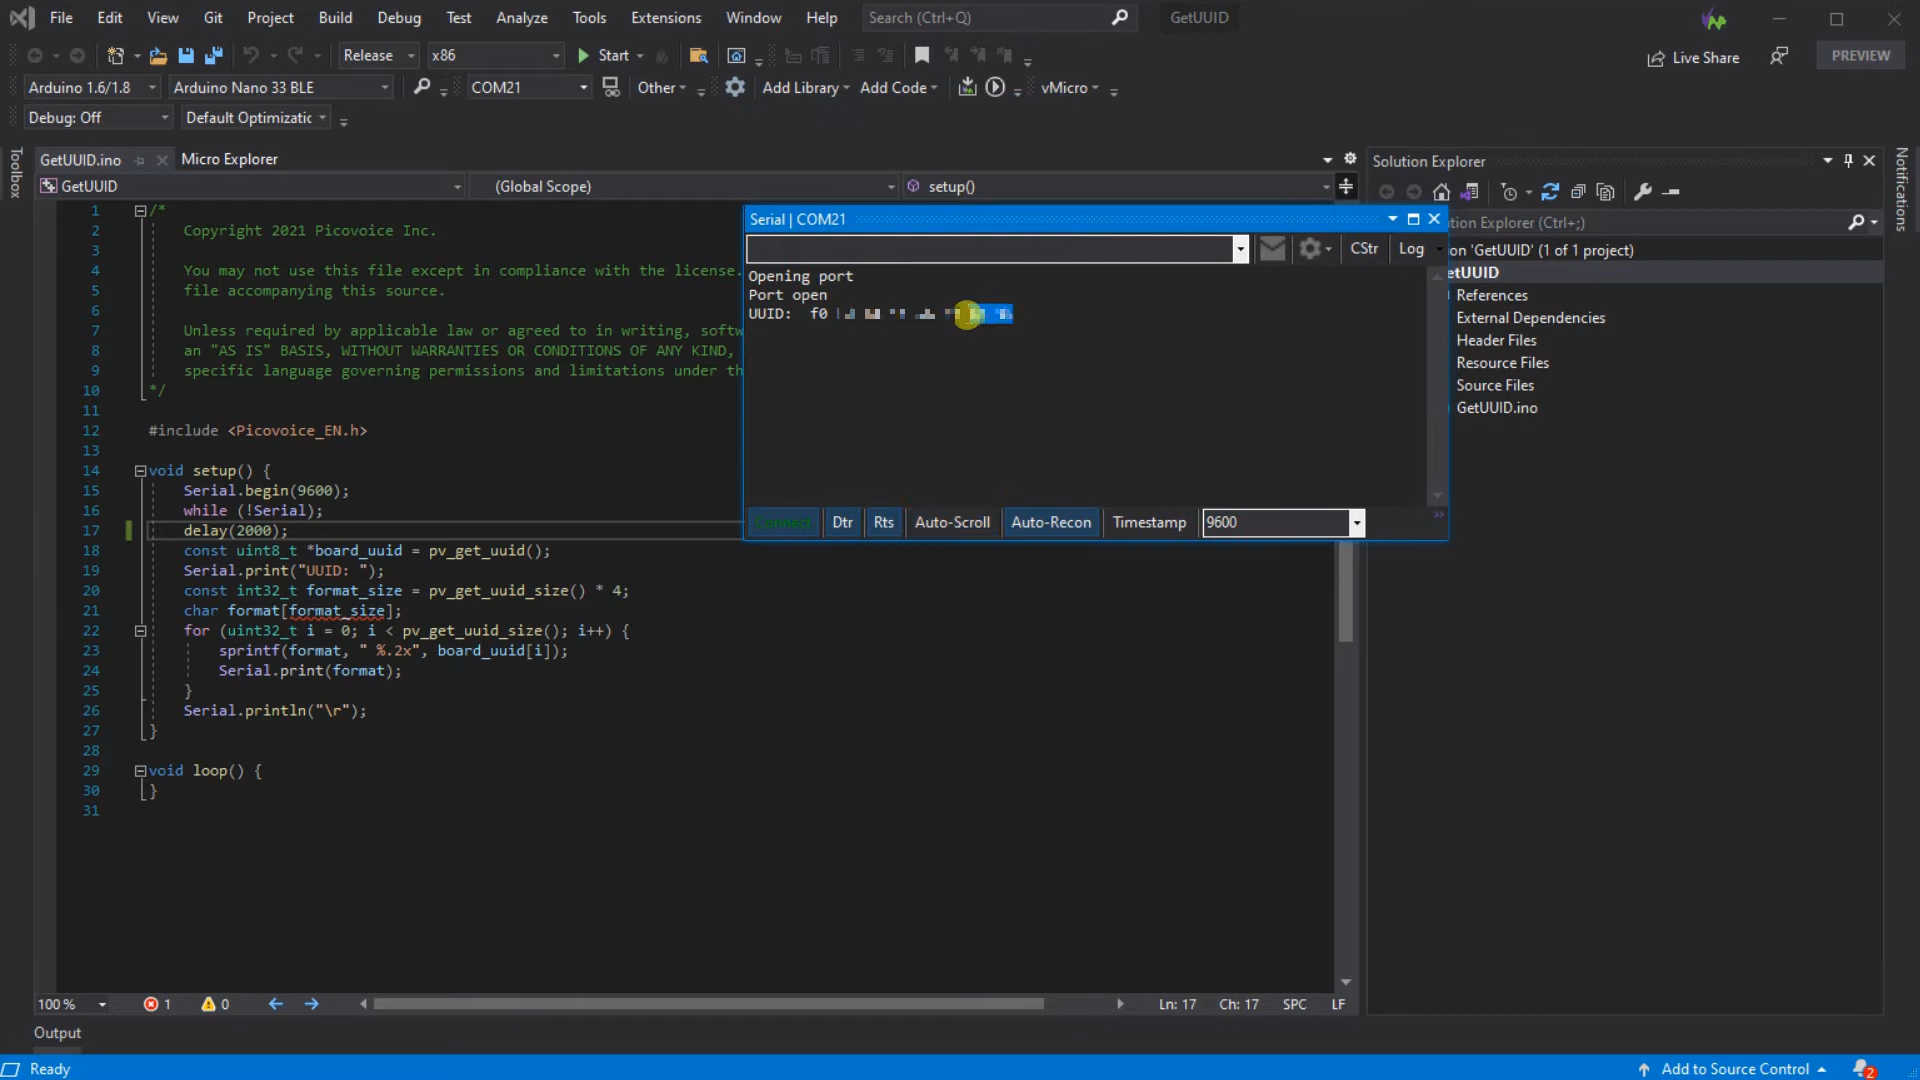 File Edit View Git Project Build Debug Test Analyze Tools Extensions Window Help Search (Ctrl+Q) GetUUID
Release x86 Start Live Share PREVIEW
Arduino 1.6/1.8 Arduino Nano 33 BLE COM21 Other Add Library Add Code vMicro
Debug: Off Default Optimizatic
Toolbox
GetUUID.ino Micro Explorer
GetUUID (Global Scope) setup()
1 /*
2 Copyright 2021 Picovoice Inc.
3
4 You may not use this file except in compliance with the license.
5 file accompanying this source.
6
7 Unless required by applicable law or agreed to in writing, softw
8 an "AS IS" BASIS, WITHOUT WARRANTIES OR CONDITIONS OF ANY KIND,
9 specific language governing permissions and limitations under th
10 */
11
12 #include <Picovoice_EN.h>
13
14 void setup() {
15 Serial.begin(9600);
16 while (!Serial);
17 delay(2000);
18 const uint8_t *board_uuid = pv_get_uuid();
19 Serial.print("UUID: ");
20 const int32_t format_size = pv_get_uuid_size() * 4;
21 char format[format_size];
22 for (uint32_t i = 0; i < pv_get_uuid_size(); i++) {
23 sprintf(format, " %.2x", board_uuid[i]);
24 Serial.print(format);
25 }
26 Serial.println("\r");
27 }
28
29 void loop() {
30 }
31
Serial | COM21
CStr Log
Opening port
Port open
UUID: f0
Connect Dtr Rts Auto-Scroll Auto-Recon Timestamp 9600
Solution Explorer
ution Explorer (Ctrl+;)
on 'GetUUID' (1 of 1 project)
etUUID
References
External Dependencies
Header Files
Resource Files
Source Files
GetUUID.ino
Notifications
100 % 1 0 Ln: 17 Ch: 17 SPC LF
Output
Ready Add to Source Control 2